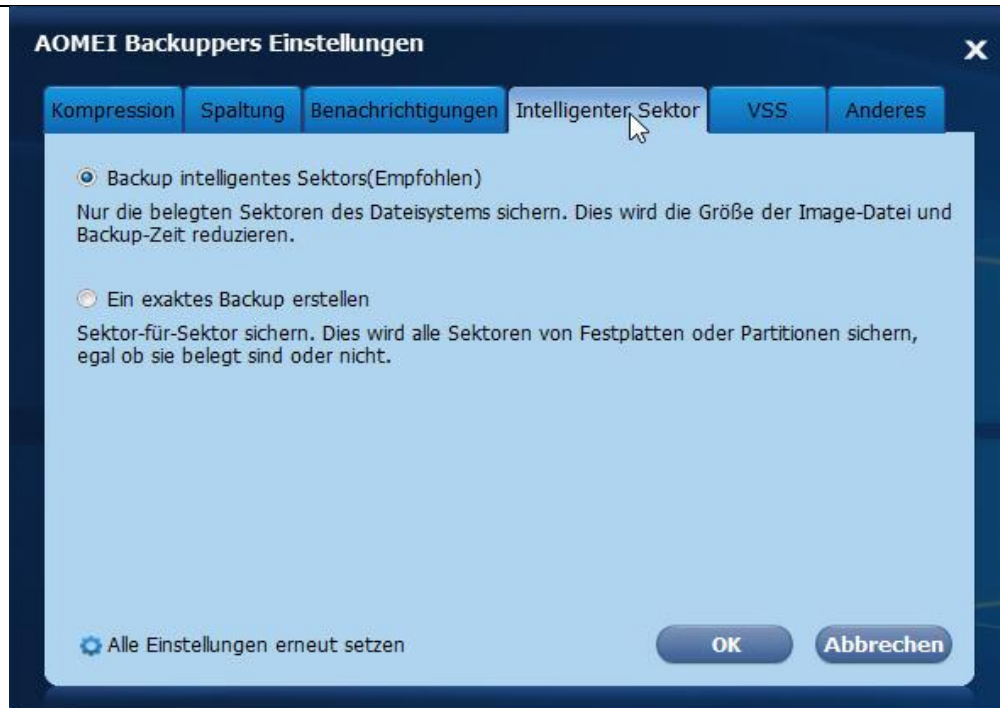 AOMEI Backuppers Einstellungen
Kompression Spaltung Benachrichtigungen Intelligenter Sektor VSS Anderes
Backup intelligentes Sektors(Empfohlen)
Nur die belegten Sektoren des Dateisystems sichern. Dies wird die Größe der Image-Datei und
Backup-Zeit reduzieren.
Ein exaktes Backup erstellen
Sektor-für-Sektor sichern. Dies wird alle Sektoren von Festplatten oder Partitionen sichern,
egal ob sie belegt sind oder nicht.
Alle Einstellungen erneut setzen OK Abbrechen